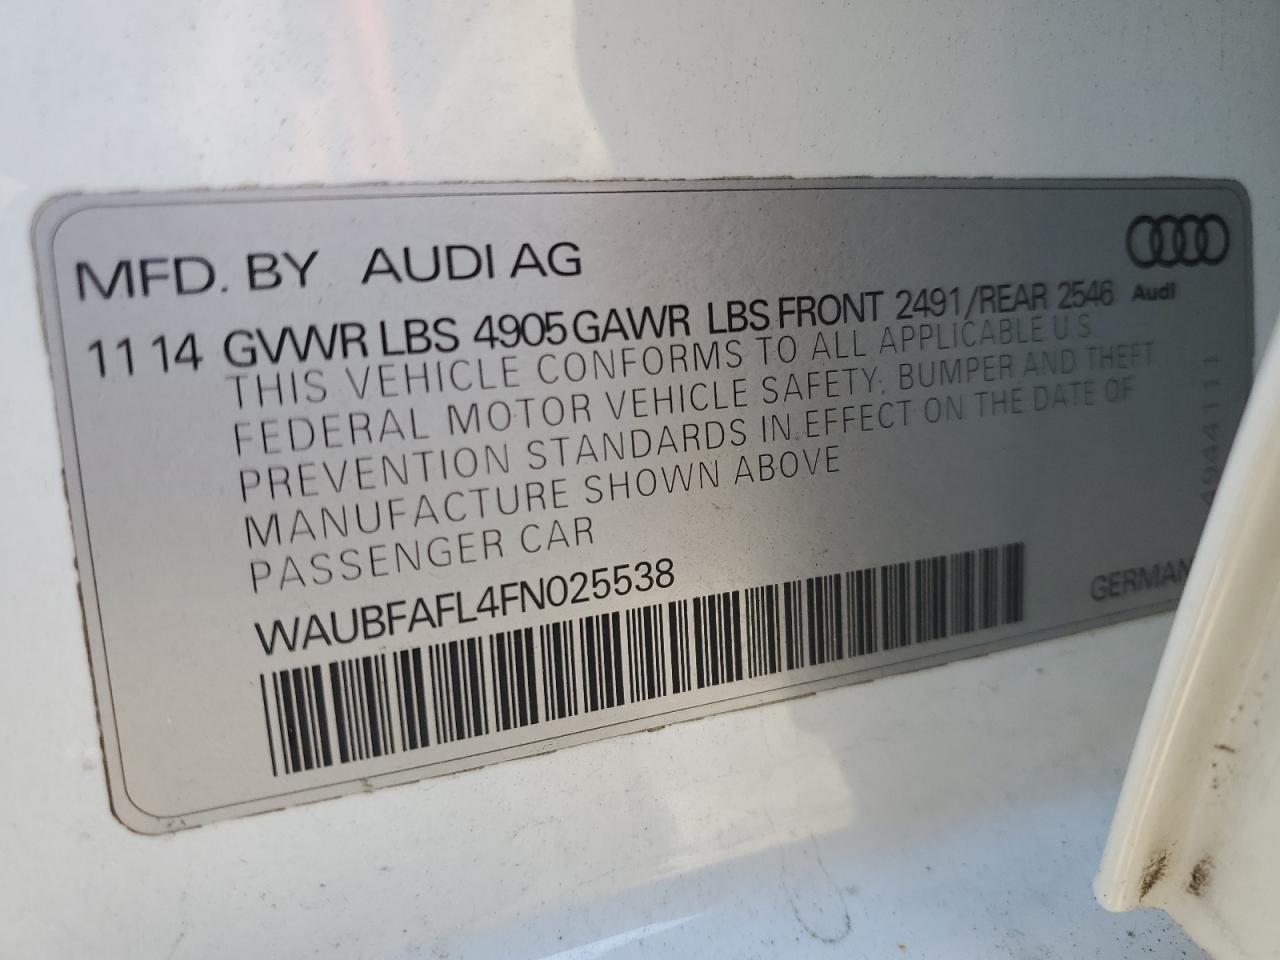 MFD. BY AUDI AG
Audi
11 14 GVWR LBS 4905 GAWR LBS FRONT 2491/REAR 2546
THIS VEHICLE CONFORMS TO ALL APPLICABLE U.S.
FEDERAL MOTOR VEHICLE SAFETY, BUMPER AND THEFT
PREVENTION STANDARDS IN EFFECT ON THE DATE OF
MANUFACTURE SHOWN ABOVE
PASSENGER CAR
WAUBFAFL4FN025538